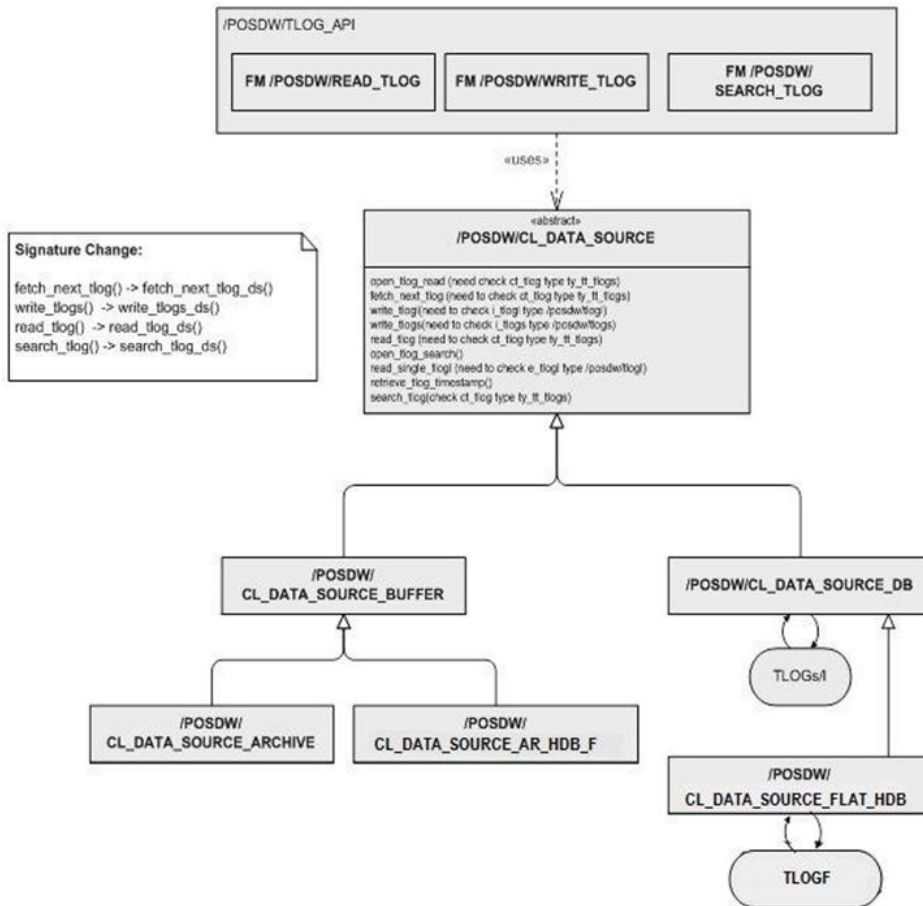 /POSDW/TLOG_API
FM /POSDW/READ_TLOG
FM /POSDW/WRITE_TLOG
FM /POSDW/
SEARCH_TLOG
«uses»
Signature Change:
fetch_next_tlog() -> fetch_next_tlog_ds()
write_tlogs() -> write_tlogs_ds()
read_tlog() -> read_tlog_ds()
search_tlog() -> search_tlog_ds()
«abstract»
/POSDW/CL_DATA_SOURCE
open_tlog_read (need check ct_tlog type ty_tt_tlogs)
fetch_next_tlog (need to check ct_tlog type ty_tt_tlogs)
write_tlogl(need to check i_tlogl type /posdw/tlogl)
write_tlogs(need to check i_tlogs type /posdw/tlogs)
read_tlog (need to check ct_tlog type ty_tt_tlogs)
open_tlog_search()
read_single_tlogl (need to check e_tlogl type /posdw/tlogl)
retrieve_tlog_timestamp()
search_tlog(check ct_tlog type ty_tt_tlogs)
/POSDW/
CL_DATA_SOURCE_BUFFER
/POSDW/CL_DATA_SOURCE_DB
TLOGs/l
/POSDW/
CL_DATA_SOURCE_ARCHIVE
/POSDW/
CL_DATA_SOURCE_AR_HDB_F
/POSDW/
CL_DATA_SOURCE_FLAT_HDB
TLOGF